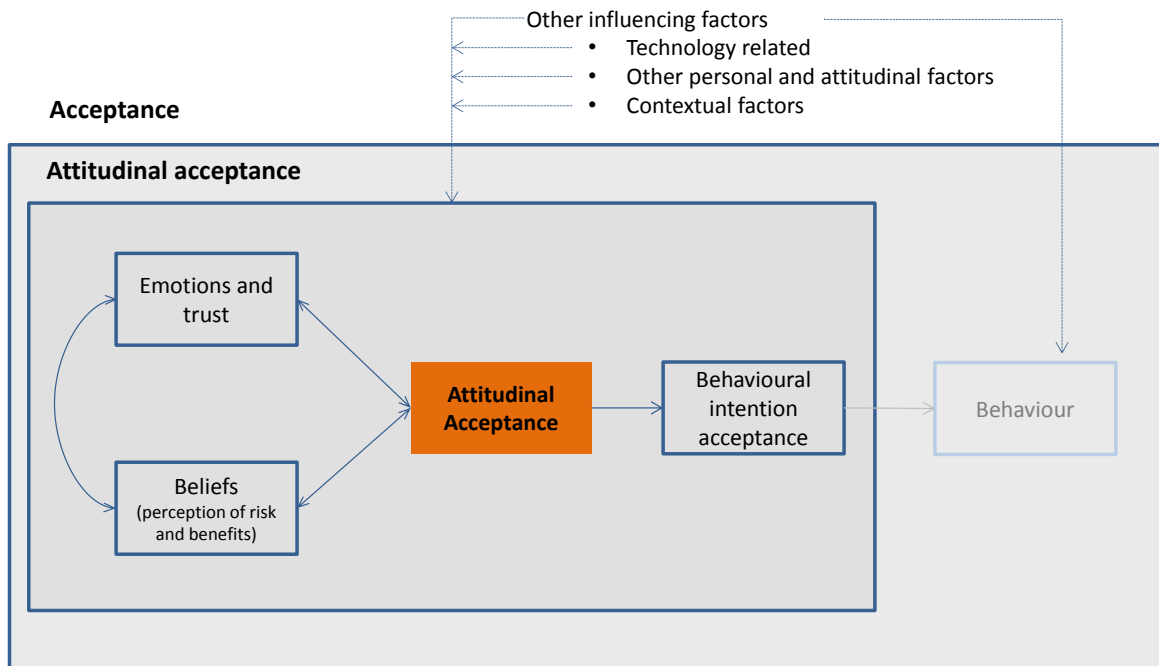 Other influencing factors
• Technology related
• Other personal and attitudinal factors
• Contextual factors
Acceptance
Attitudinal acceptance
Emotions and
trust
Attitudinal
Acceptance
Behavioural
intention
acceptance
Behaviour
Beliefs
(perception of risk
and benefits)